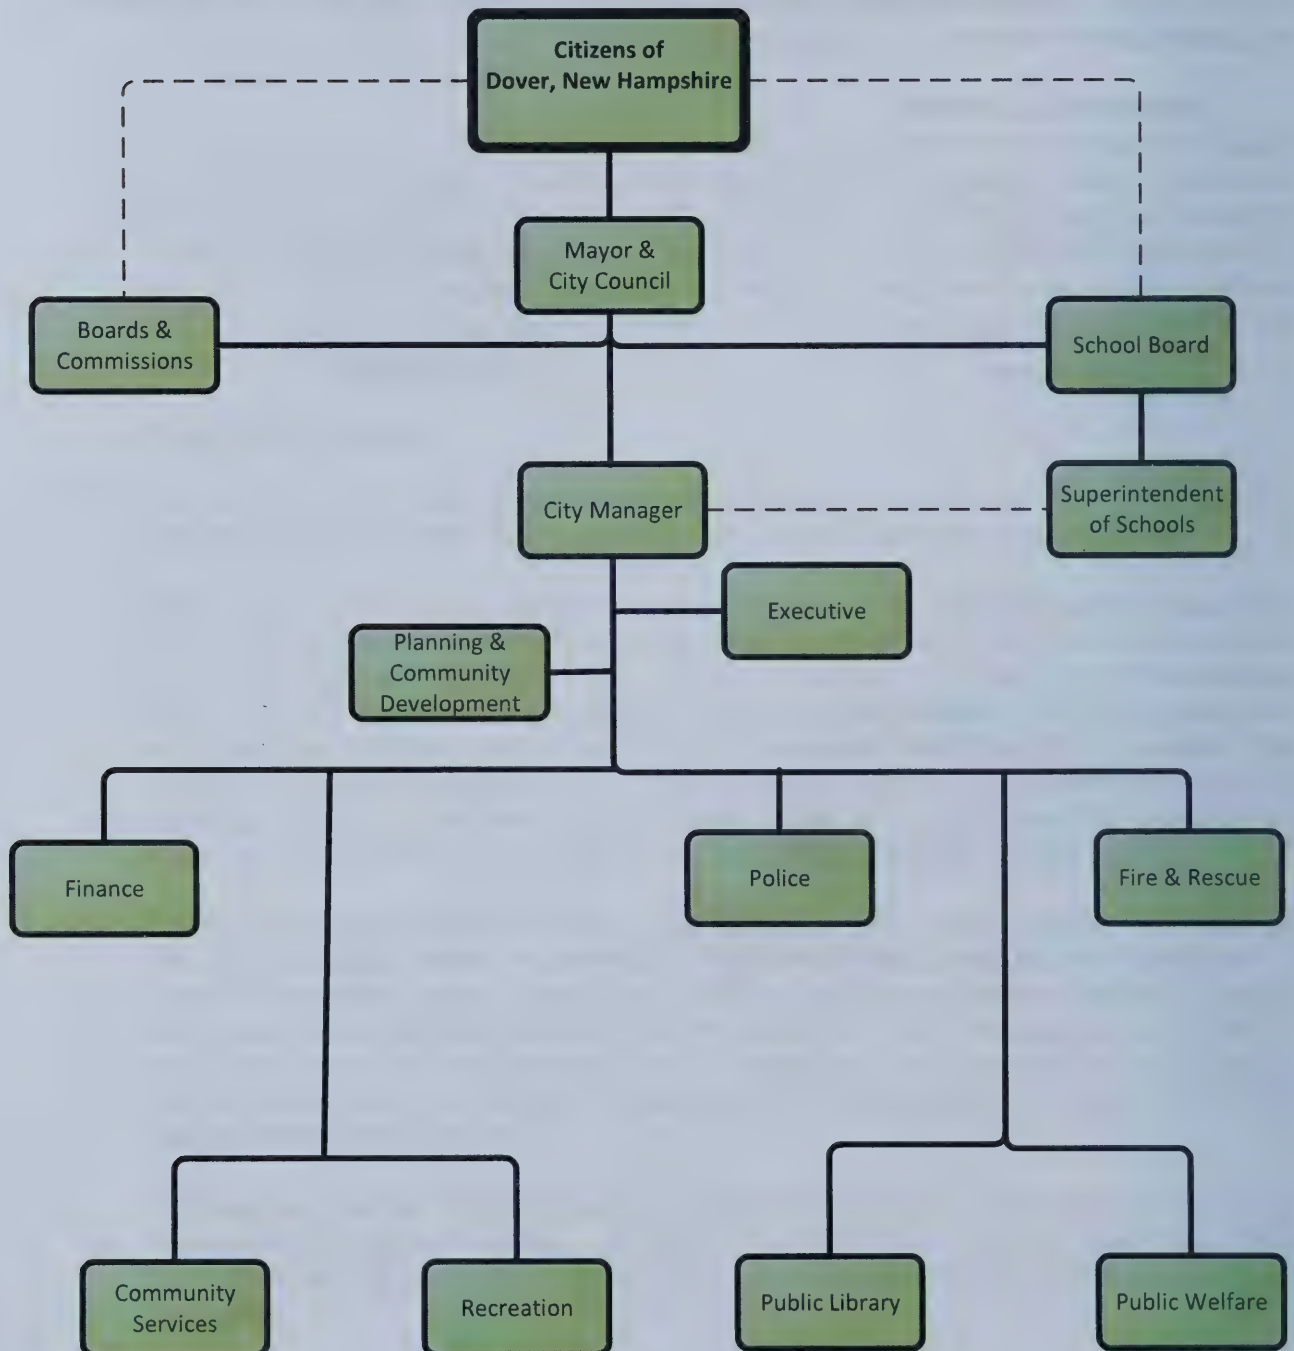 Citizens of
Dover, New Hampshire
Mayor &
City Council
Boards &
Commissions
School Board
City Manager
Superintendent
of Schools
Executive
Planning &
Community
Development
Finance
Police
Fire & Rescue
Community
Services
Recreation
Public Library
Public Welfare